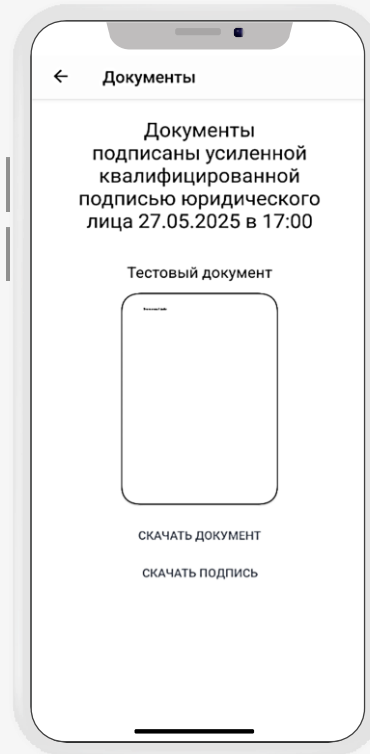 Документы
Документы
подписаны усиленной
квалифицированной
подписью юридического
лица 27.05.2025 в 17:00
Тестовый документ
СКАЧАТЬ ДОКУМЕНТ
СКАЧАТЬ ПОДПИСЬ